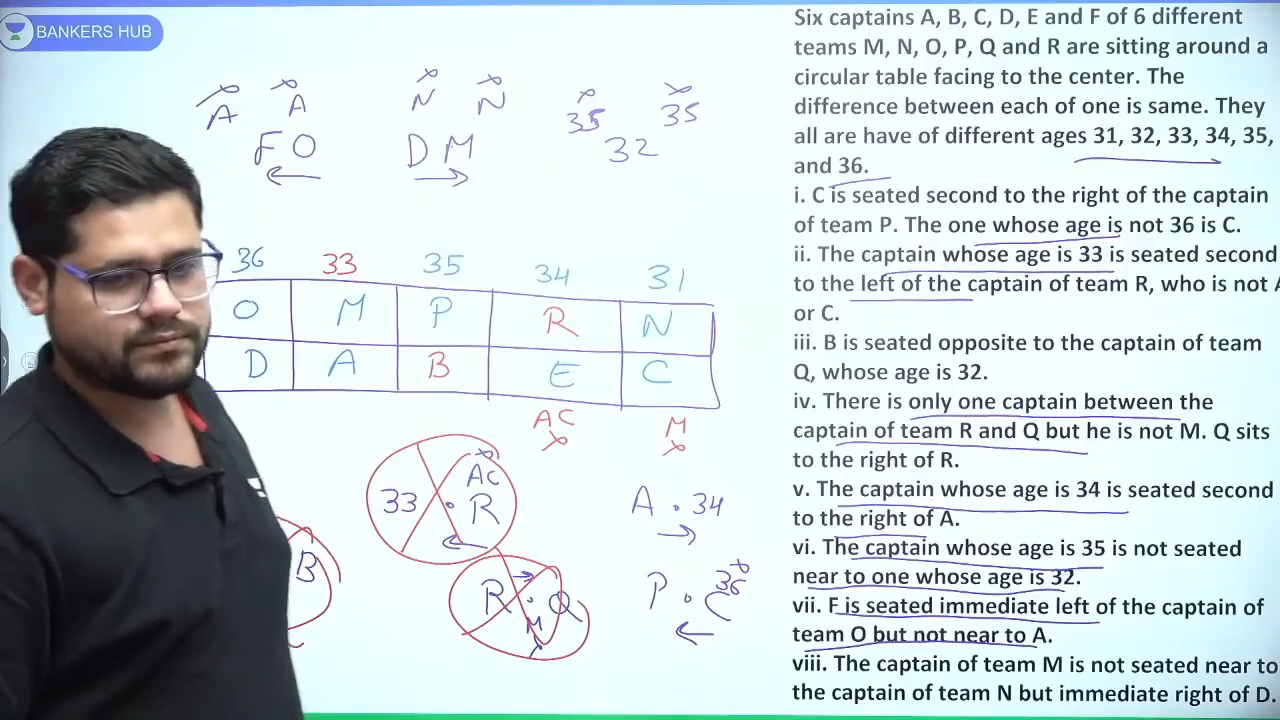 BANKERS HUB
Six captains A, B, C, D, E and F of 6 different
teams M, N, O, P, Q and R are sitting around a
circular table facing to the center. The
difference between each of one is same. They
all are have of different ages 31, 32, 33, 34, 35,
and 36.
i. C is seated second to the right of the captain
of team P. The one whose age is not 36 is C.
ii. The captain whose age is 33 is seated second
to the left of the captain of team R, who is not A
or C.
iii. B is seated opposite to the captain of team
Q, whose age is 32.
iv. There is only one captain between the
captain of team R and Q but he is not M. Q sits
to the right of R.
v. The captain whose age is 34 is seated second
to the right of A.
vi. The captain whose age is 35 is not seated
near to one whose age is 32.
vii. F is seated immediate left of the captain of
team O but not near to A.
viii. The captain of team M is not seated near to
the captain of team N but immediate right of D.
A A N N 35 35
F O D M 32
36 33 35 34 31
O M P R N
D A B E C
AC M
33 AC R A . 34
B R . Q M P . C 36